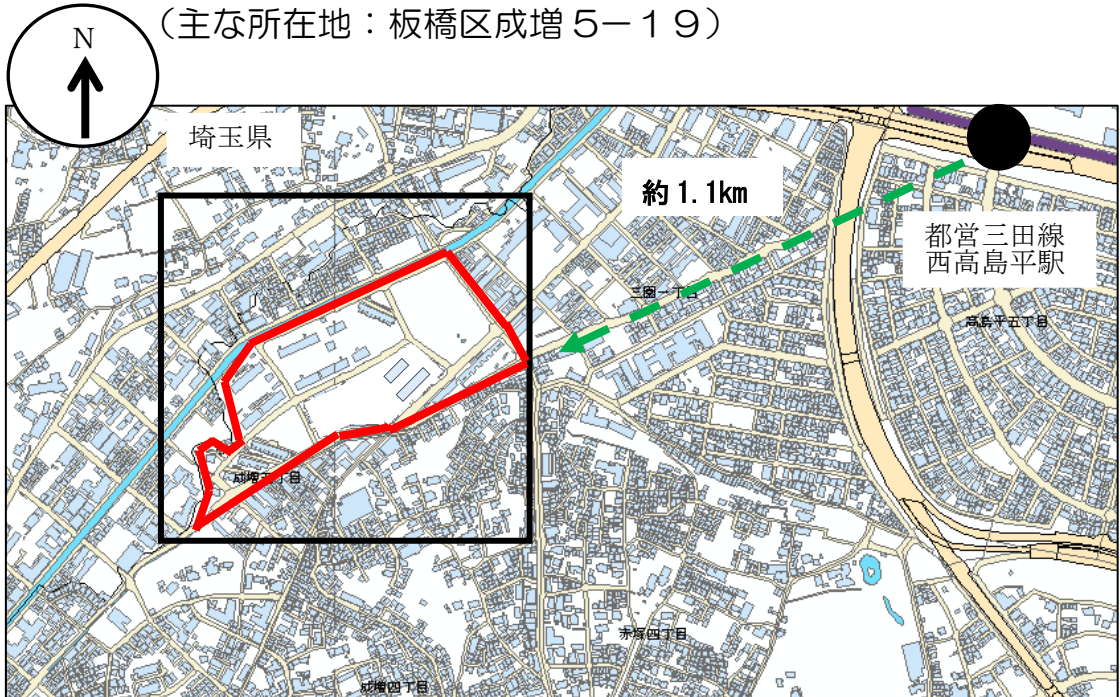 (主な所在地：板橋区成増５－１９)
N
埼玉県
約 1.1km
都営三田線
西高島平駅
三園一丁目
高島平五丁目
成増五丁目
赤塚四丁目
成増四丁目